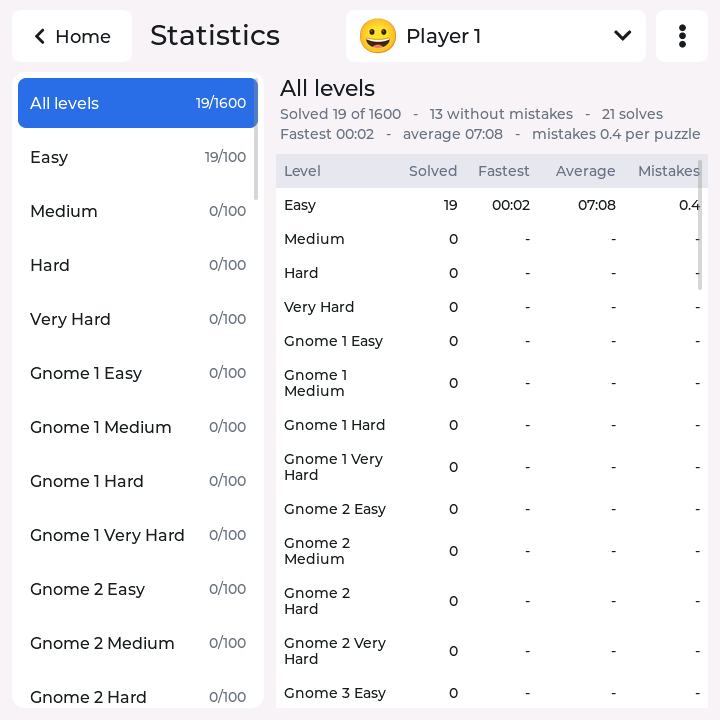 Home
Statistics
Player 1
All levels 19/1600
Easy 19/100
Medium 0/100
Hard 0/100
Very Hard 0/100
Gnome 1 Easy 0/100
Gnome 1 Medium 0/100
Gnome 1 Hard 0/100
Gnome 1 Very Hard 0/100
Gnome 2 Easy 0/100
Gnome 2 Medium 0/100
Gnome 2 Hard 0/100
All levels
Solved 19 of 1600 - 13 without mistakes - 21 solves
Fastest 00:02 - average 07:08 - mistakes 0.4 per puzzle
Level Solved Fastest Average Mistakes
Easy 19 00:02 07:08 0.4
Medium 0 - - -
Hard 0 - - -
Very Hard 0 - - -
Gnome 1 Easy 0 - - -
Gnome 1
Medium 0 - - -
Gnome 1 Hard 0 - - -
Gnome 1 Very
Hard 0 - - -
Gnome 2 Easy 0 - - -
Gnome 2
Medium 0 - - -
Gnome 2
Hard 0 - - -
Gnome 2 Very
Hard 0 - - -
Gnome 3 Easy 0 - - -